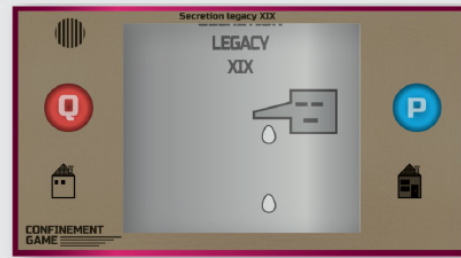 Secretion legacy XIX
LEGACY
XIX
Q
P
CONFINEMENT
GAME